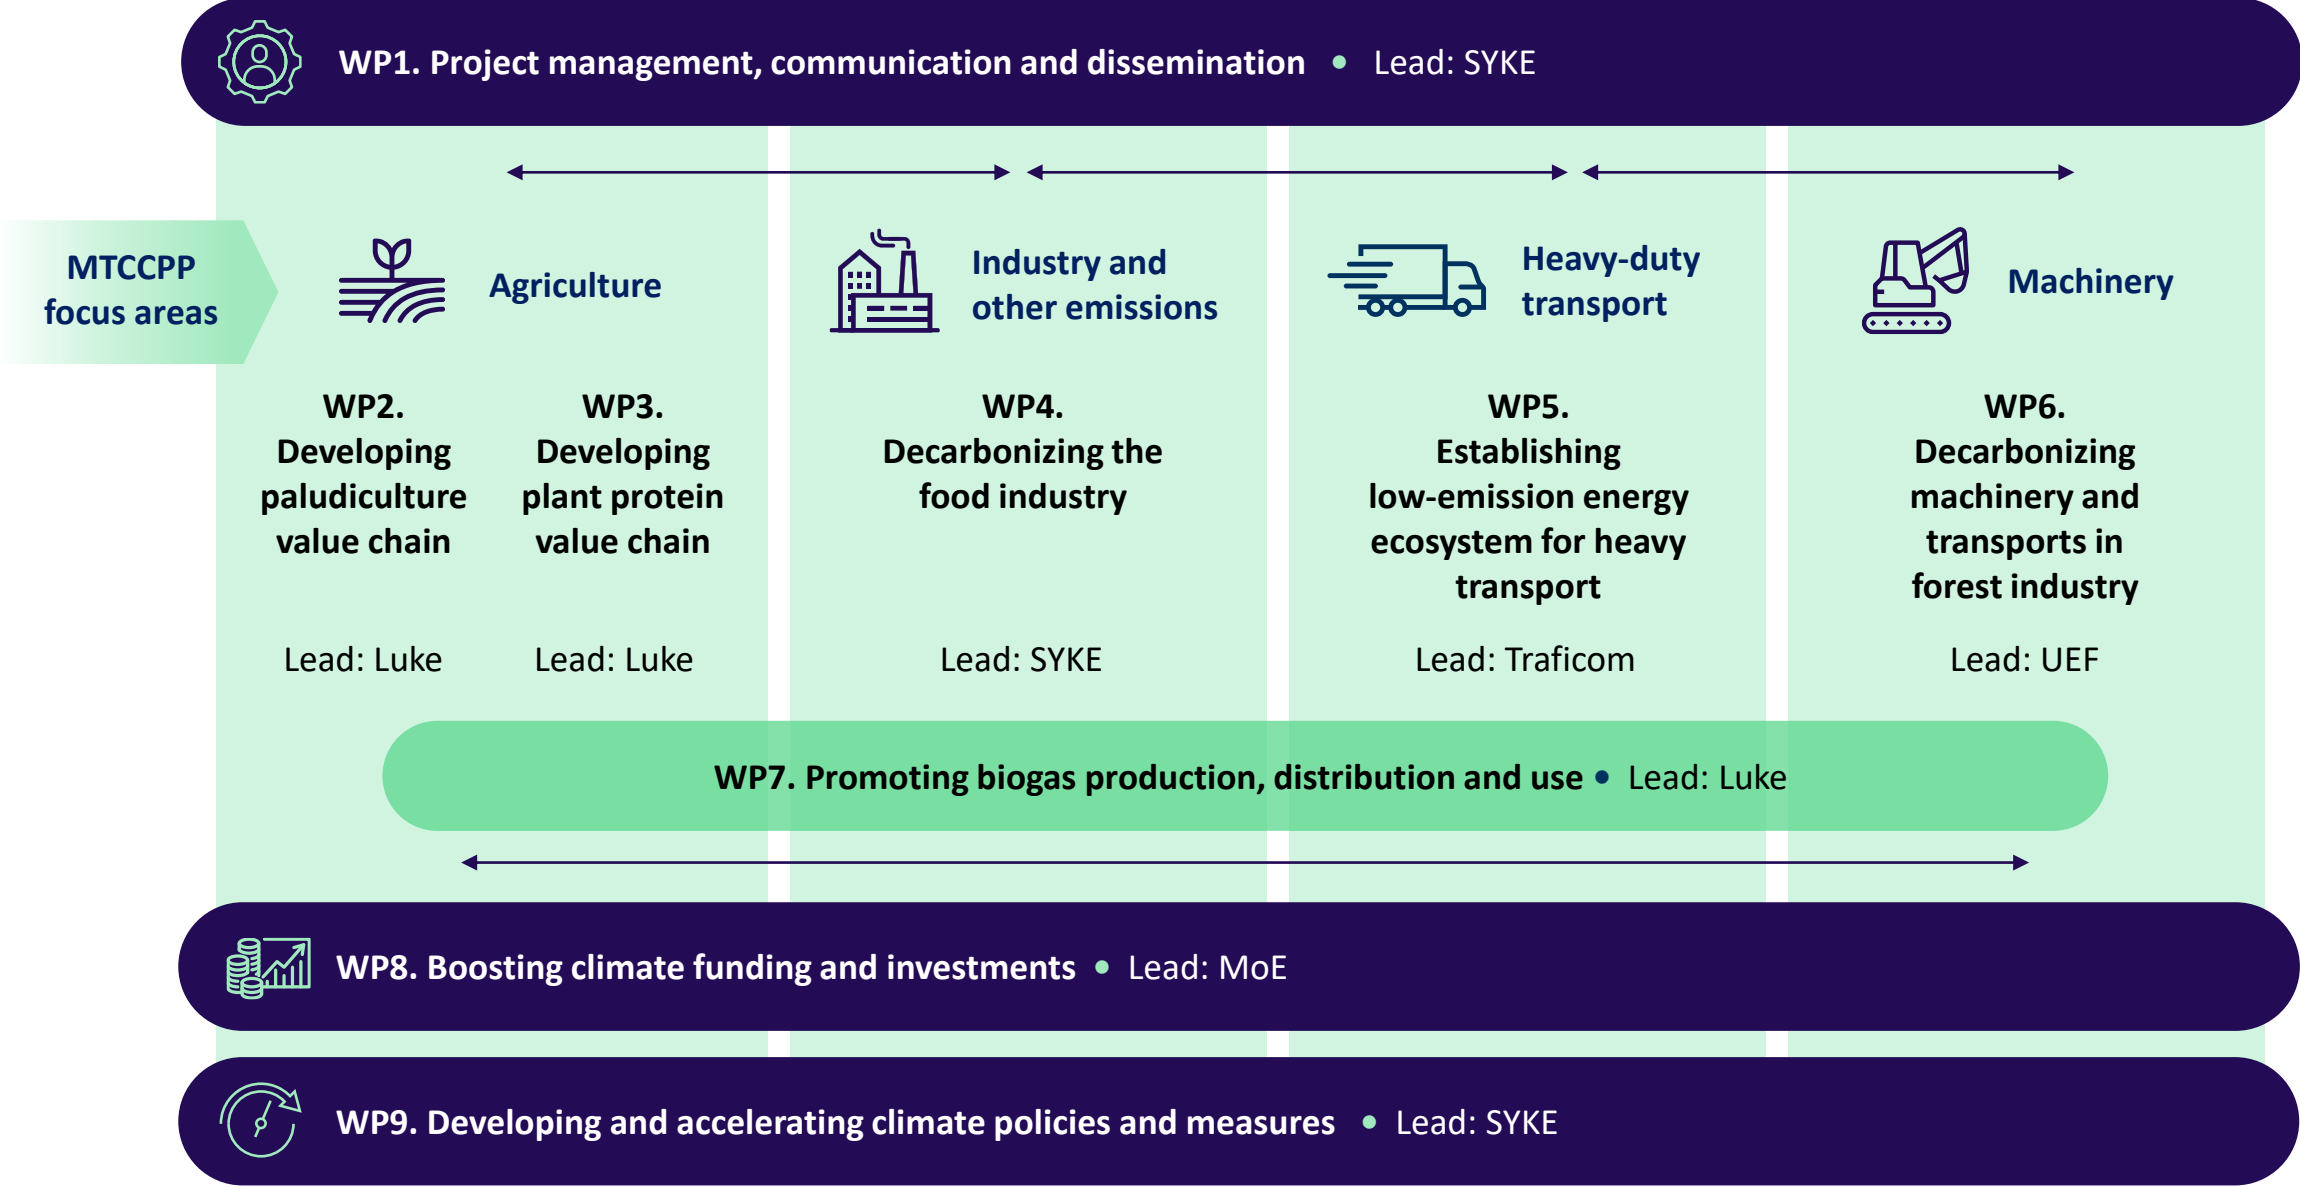 WP1. Project management, communication and dissemination • Lead: SYKE
MTCCPP
focus areas
Agriculture
Industry and
other emissions
Heavy-duty
transport
Machinery
WP2.
Developing
paludiculture
value chain
Lead: Luke
WP3.
Developing
plant protein
value chain
Lead: Luke
WP4.
Decarbonizing the
food industry
Lead: SYKE
WP5.
Establishing
low-emission energy
ecosystem for heavy
transport
Lead: Traficom
WP6.
Decarbonizing
machinery and
transports in
forest industry
Lead: UEF
WP7. Promoting biogas production, distribution and use • Lead: Luke
WP8. Boosting climate funding and investments • Lead: MoE
WP9. Developing and accelerating climate policies and measures • Lead: SYKE